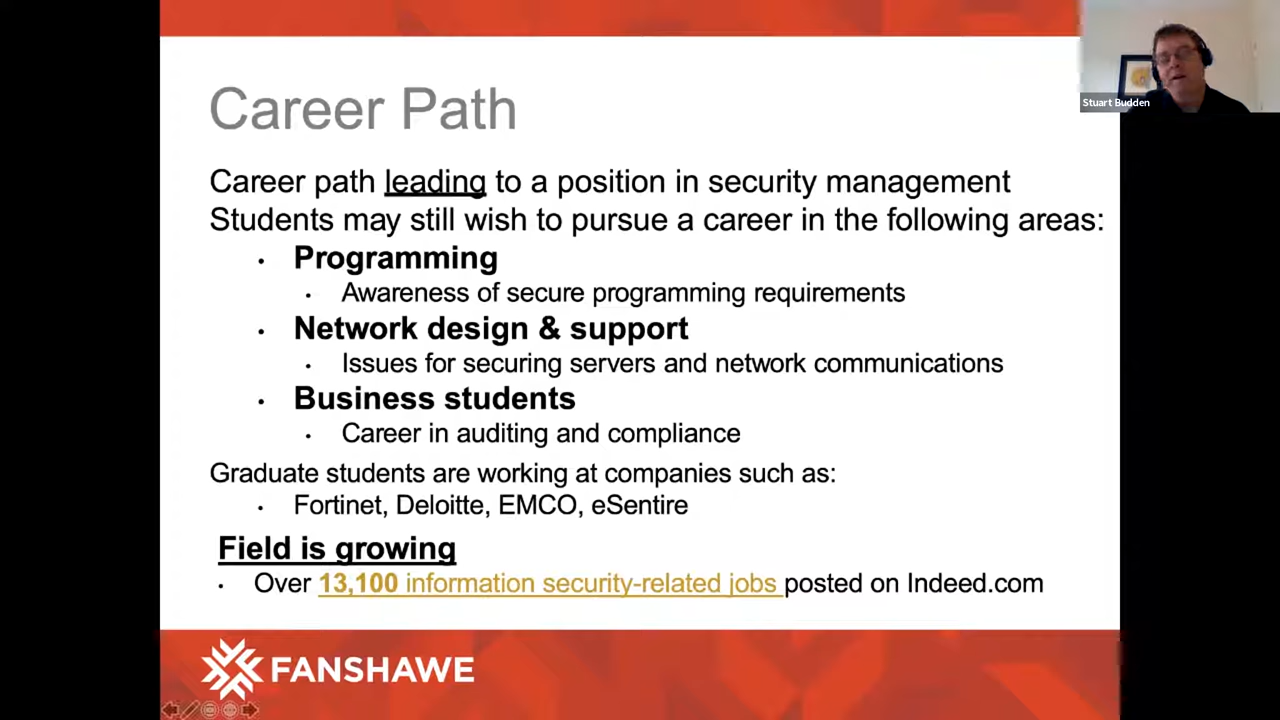 Career Path
Stuart Budden
Career path leading to a position in security management
Students may still wish to pursue a career in the following areas:
• Programming
• Awareness of secure programming requirements
• Network design & support
• Issues for securing servers and network communications
• Business students
• Career in auditing and compliance
Graduate students are working at companies such as:
• Fortinet, Deloitte, EMCO, eSentire
Field is growing
• Over 13,100 information security-related jobs posted on Indeed.com
FANSHAWE